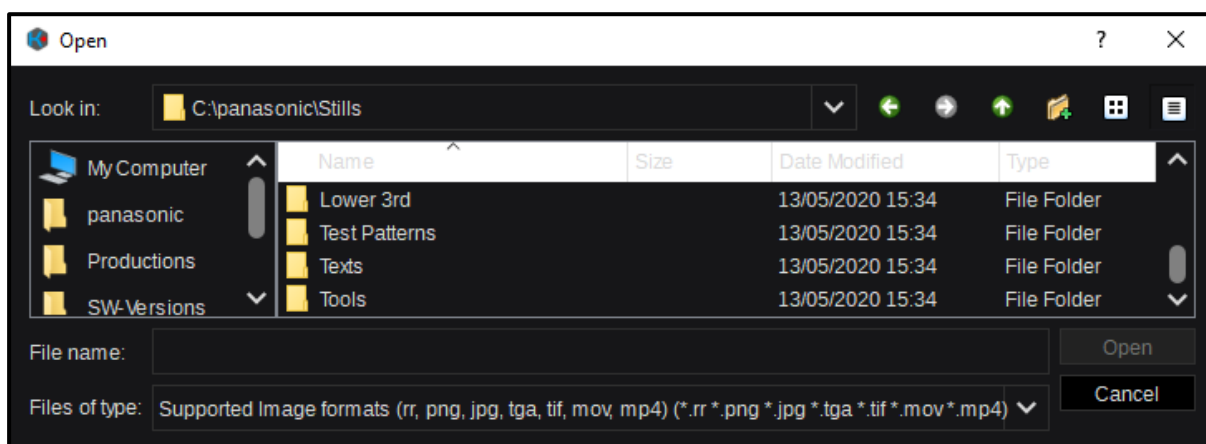 Open
?
Look in: C:\panasonic\Stills
My Computer
panasonic
Productions
SW-Versions
Name Size Date Modified Type
Lower 3rd 13/05/2020 15:34 File Folder
Test Patterns 13/05/2020 15:34 File Folder
Texts 13/05/2020 15:34 File Folder
Tools 13/05/2020 15:34 File Folder
File name: Open
Files of type: Supported Image formats (rr, png, jpg, tga, tif, mov, mp4) (*.rr *.png *.jpg *.tga *.tif *.mov *.mp4) Cancel